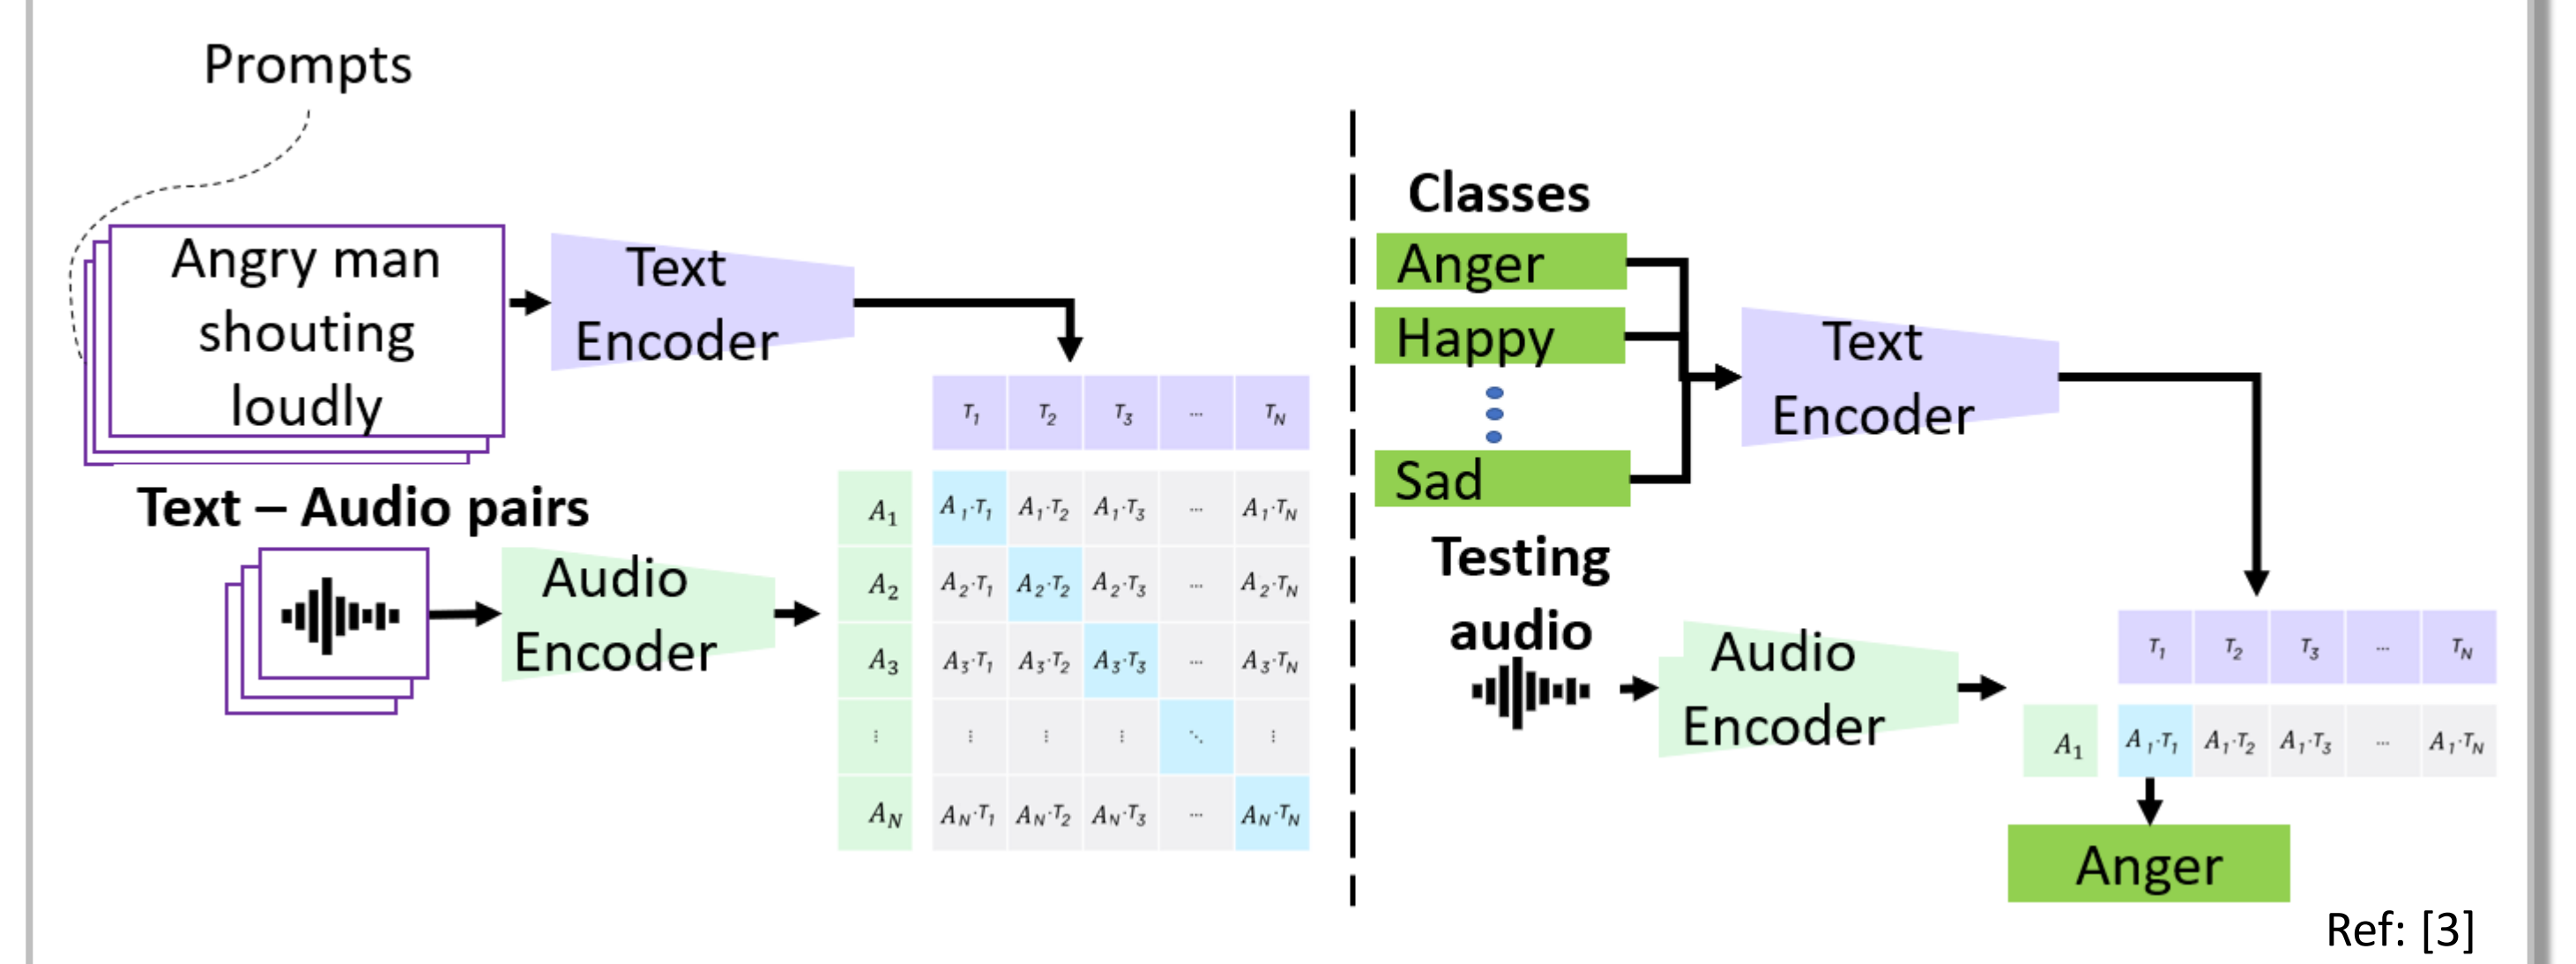 Prompts
Angry man
shouting
loudly
Text
Encoder
Text – Audio pairs
Audio
Encoder
T1 T2 T3 ... TN
A1 A1·T1 A1·T2 A1·T3 ... A1·TN
A2 A2·T1 A2·T2 A2·T3 ... A2·TN
A3 A3·T1 A3·T2 A3·T3 ... A3·TN
⋮ ⋮ ⋮ ⋮ ⋱ ⋮
AN AN·T1 AN·T2 AN·T3 ... AN·TN
Classes
Anger
Happy
Sad
Text
Encoder
Testing
audio
Audio
Encoder
T1 T2 T3 ... TN
A1 A1·T1 A1·T2 A1·T3 ... A1·TN
Anger
Ref: [3]